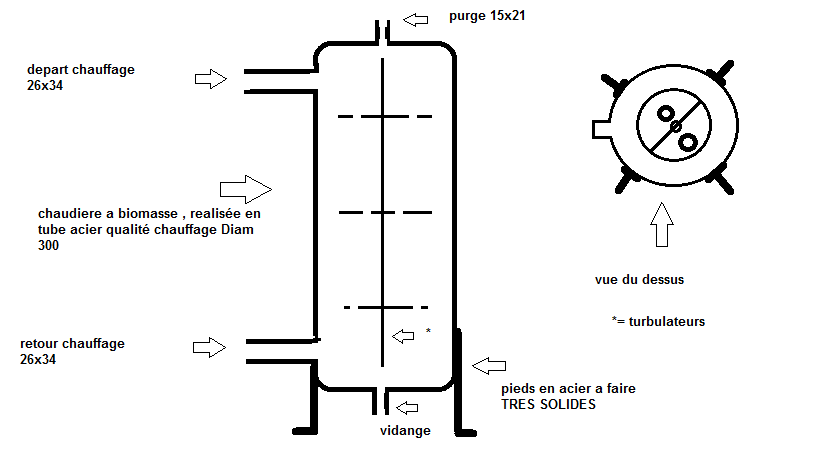 purge 15x21
depart chauffage
26x34
chaudiere a biomasse , realisée en
tube acier qualité chauffage Diam
300
vue du dessus
*= turbulateurs
*
retour chauffage
26x34
pieds en acier a faire
TRES SOLIDES
vidange